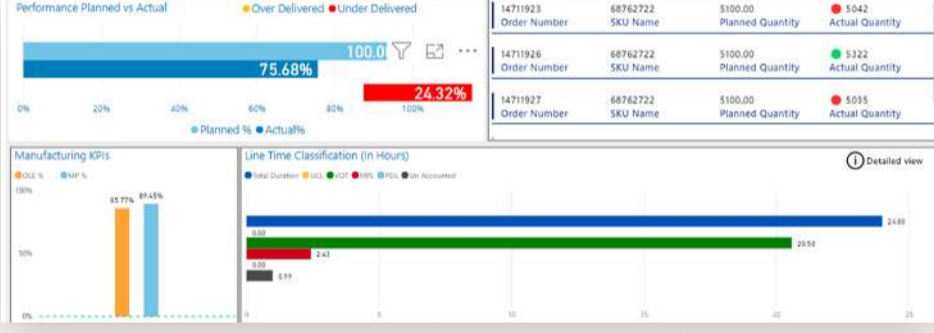 Performance Planned vs Actual
Over Delivered Under Delivered
100.0
75.68%
24.32%
0% 20% 40% 60% 80% 100%
Planned % Actual%
14711923 68762722 5100.00 5042
Order Number SKU Name Planned Quantity Actual Quantity
14711926 68762722 5100.00 5322
Order Number SKU Name Planned Quantity Actual Quantity
14711927 68762722 5100.00 5035
Order Number SKU Name Planned Quantity Actual Quantity
Manufacturing KPIs
MP %
100%
85.77% 89.45%
50%
0%
Line Time Classification (In Hours)
Detailed view
Total Duration UCL VOT MPL PDL Un Accounted
24.00
0.00
20.58
2.43
0.00
0.99
0 5 10 15 20 25